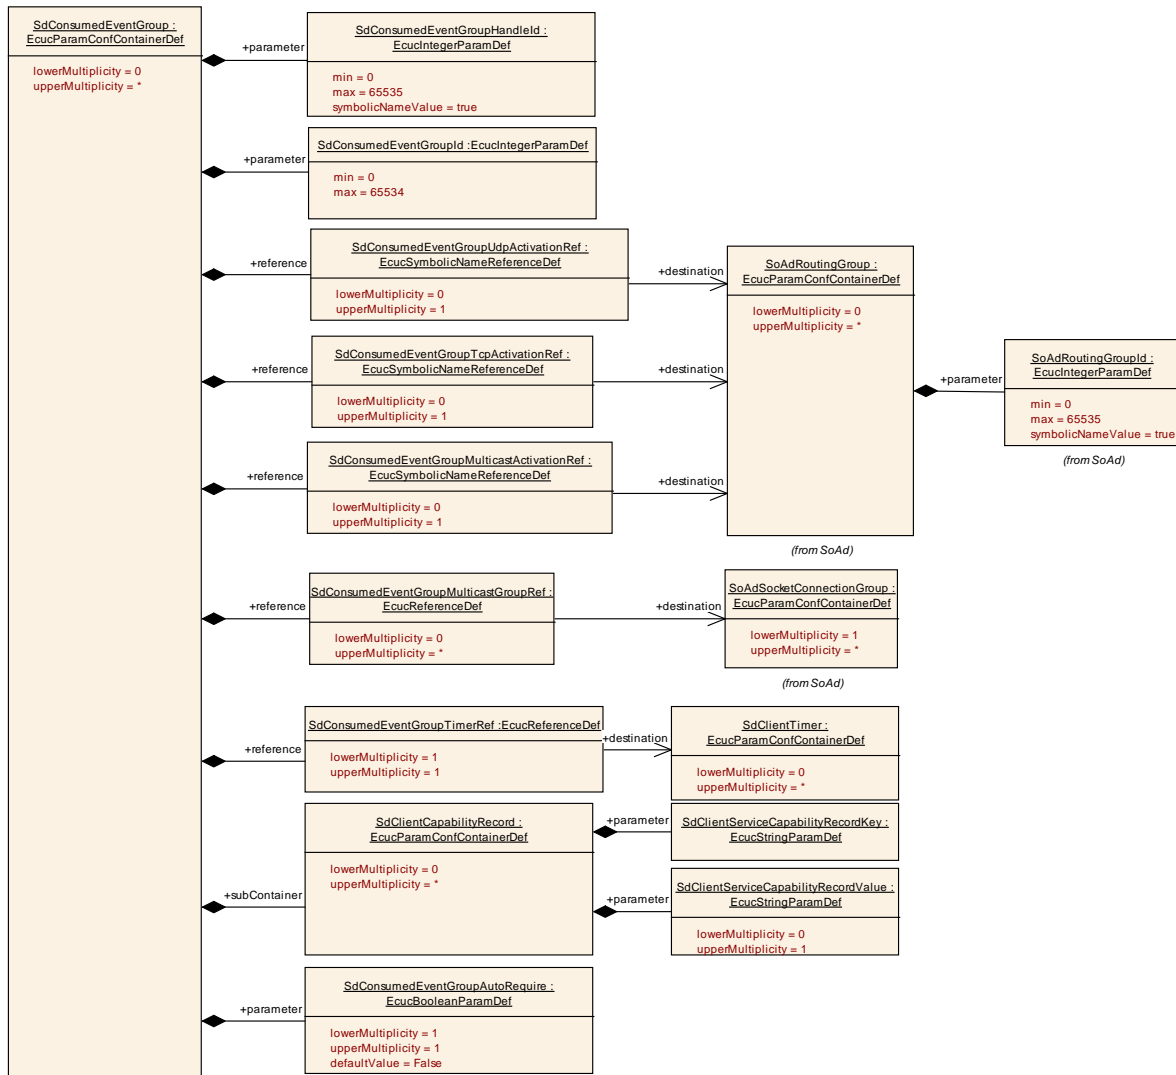 SdConsumedEventGroup :
EcucParamConfContainerDef
lowerMultiplicity = 0
upperMultiplicity = *
+parameter
SdConsumedEventGroupHandleId :
EcucIntegerParamDef
min = 0
max = 65535
symbolicNameValue = true
+parameter
SdConsumedEventGroupId :EcucIntegerParamDef
min = 0
max = 65534
+reference
SdConsumedEventGroupUdpActivationRef :
EcucSymbolicNameReferenceDef
lowerMultiplicity = 0
upperMultiplicity = 1
+destination
SoAdRoutingGroup :
EcucParamConfContainerDef
lowerMultiplicity = 0
upperMultiplicity = *
(from SoAd)
+parameter
SoAdRoutingGroupId :
EcucIntegerParamDef
min = 0
max = 65535
symbolicNameValue = true
(from SoAd)
+reference
SdConsumedEventGroupTcpActivationRef :
EcucSymbolicNameReferenceDef
lowerMultiplicity = 0
upperMultiplicity = 1
+destination
+reference
SdConsumedEventGroupMulticastActivationRef :
EcucSymbolicNameReferenceDef
lowerMultiplicity = 0
upperMultiplicity = 1
+destination
+reference
SdConsumedEventGroupMulticastGroupRef :
EcucReferenceDef
lowerMultiplicity = 0
upperMultiplicity = *
+destination
SoAdSocketConnectionGroup :
EcucParamConfContainerDef
lowerMultiplicity = 1
upperMultiplicity = *
(from SoAd)
+reference
SdConsumedEventGroupTimerRef :EcucReferenceDef
lowerMultiplicity = 1
upperMultiplicity = 1
+destination
SdClientTimer :
EcucParamConfContainerDef
lowerMultiplicity = 0
upperMultiplicity = *
+subContainer
SdClientCapabilityRecord :
EcucParamConfContainerDef
lowerMultiplicity = 0
upperMultiplicity = *
+parameter
SdClientServiceCapabilityRecordKey :
EcucStringParamDef
+parameter
SdClientServiceCapabilityRecordValue :
EcucStringParamDef
lowerMultiplicity = 0
upperMultiplicity = 1
+parameter
SdConsumedEventGroupAutoRequire :
EcucBooleanParamDef
lowerMultiplicity = 1
upperMultiplicity = 1
defaultValue = False